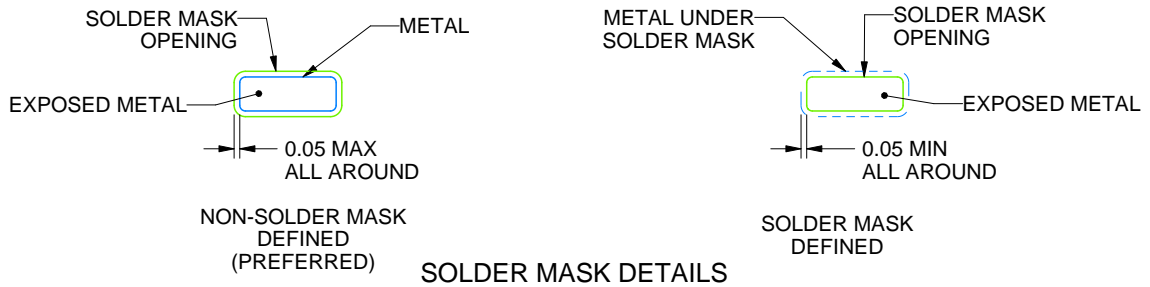 SOLDER MASK
OPENING
METAL
EXPOSED METAL
0.05 MAX
ALL AROUND
NON-SOLDER MASK
DEFINED
(PREFERRED)
METAL UNDER
SOLDER MASK
SOLDER MASK
OPENING
EXPOSED METAL
0.05 MIN
ALL AROUND
SOLDER MASK
DEFINED
SOLDER MASK DETAILS